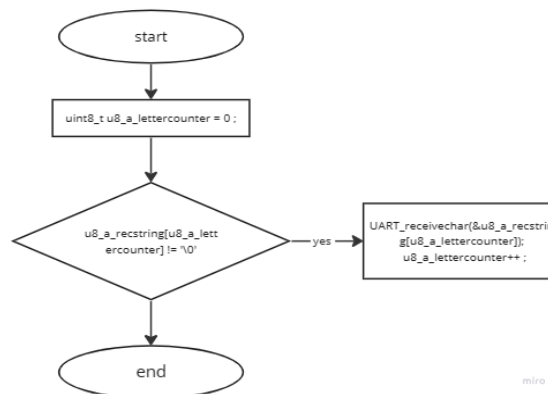 start
uint8_t u8_a_lettercounter = 0 ;
u8_a_recstring[u8_a_lett
ercounter] != '\0'
yes
UART_receivechar(&u8_a_recstrin
g[u8_a_lettercounter]);
u8_a_lettercounter++ ;
end
miro